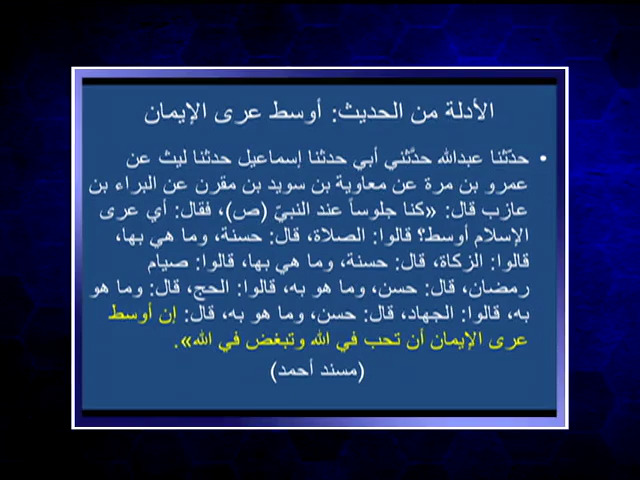 الأدلة من الحديث: أوسط عرى الإيمان
• حدّثنا عبدالله حدَّثني أبي حدثنا إسماعيل حدثنا ليث عن
عمرو بن مرة عن معاوية بن سويد بن مقرن عن البراء بن
عازب قال: «كنا جلوساً عند النبيّ (ص)، فقال: أي عرى
الإسلام أوسط؟ قالوا: الصلاة، قال: حسنة، وما هي بها،
قالوا: الزكاة، قال: حسنة، وما هي بها، قالوا: صيام
رمضان، قال: حسن، وما هو به، قالوا: الحج، قال: وما هو
به، قالوا: الجهاد، قال: حسن، وما هو به، قال: إن أوسط
عرى الإيمان أن تحب في الله وتبغض في الله».
(مسند أحمد)